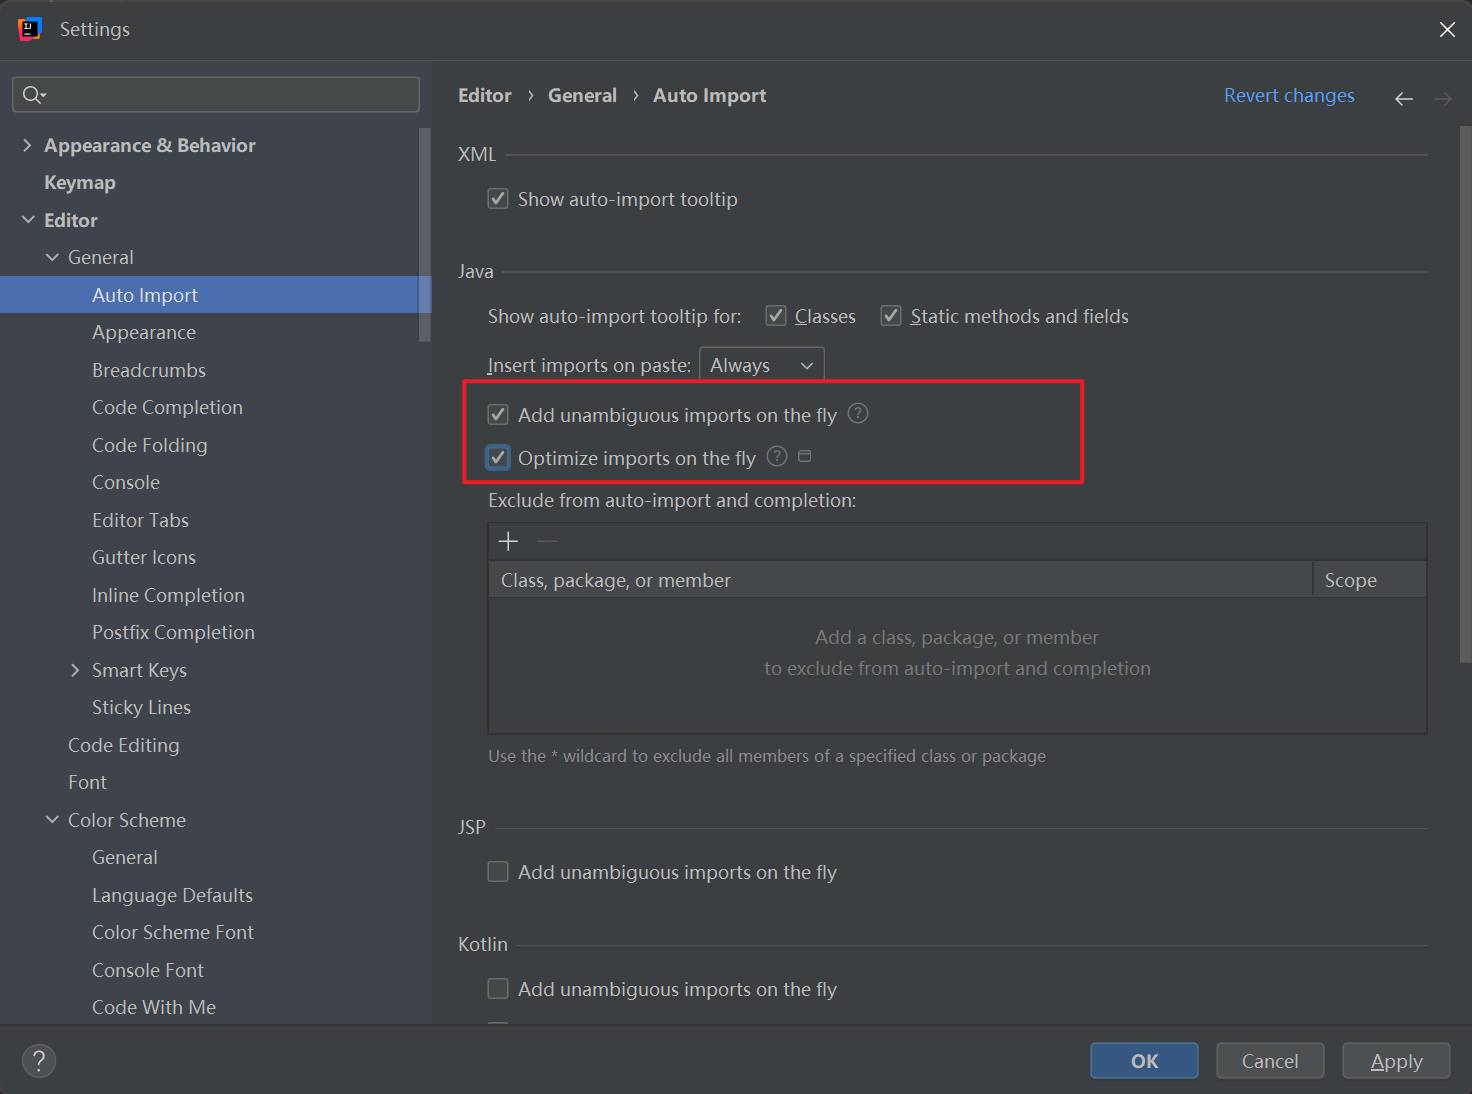 Settings
Editor › General › Auto Import
Revert changes
Appearance & Behavior
Keymap
Editor
General
Auto Import
Appearance
Breadcrumbs
Code Completion
Code Folding
Console
Editor Tabs
Gutter Icons
Inline Completion
Postfix Completion
Smart Keys
Sticky Lines
Code Editing
Font
Color Scheme
General
Language Defaults
Color Scheme Font
Console Font
Code With Me
XML
Show auto-import tooltip
Java
Show auto-import tooltip for: Classes Static methods and fields
Insert imports on paste: Always
Add unambiguous imports on the fly ?
Optimize imports on the fly ?
Exclude from auto-import and completion:
Class, package, or member Scope
Add a class, package, or member
to exclude from auto-import and completion
Use the * wildcard to exclude all members of a specified class or package
JSP
Add unambiguous imports on the fly
Kotlin
Add unambiguous imports on the fly
? OK Cancel Apply